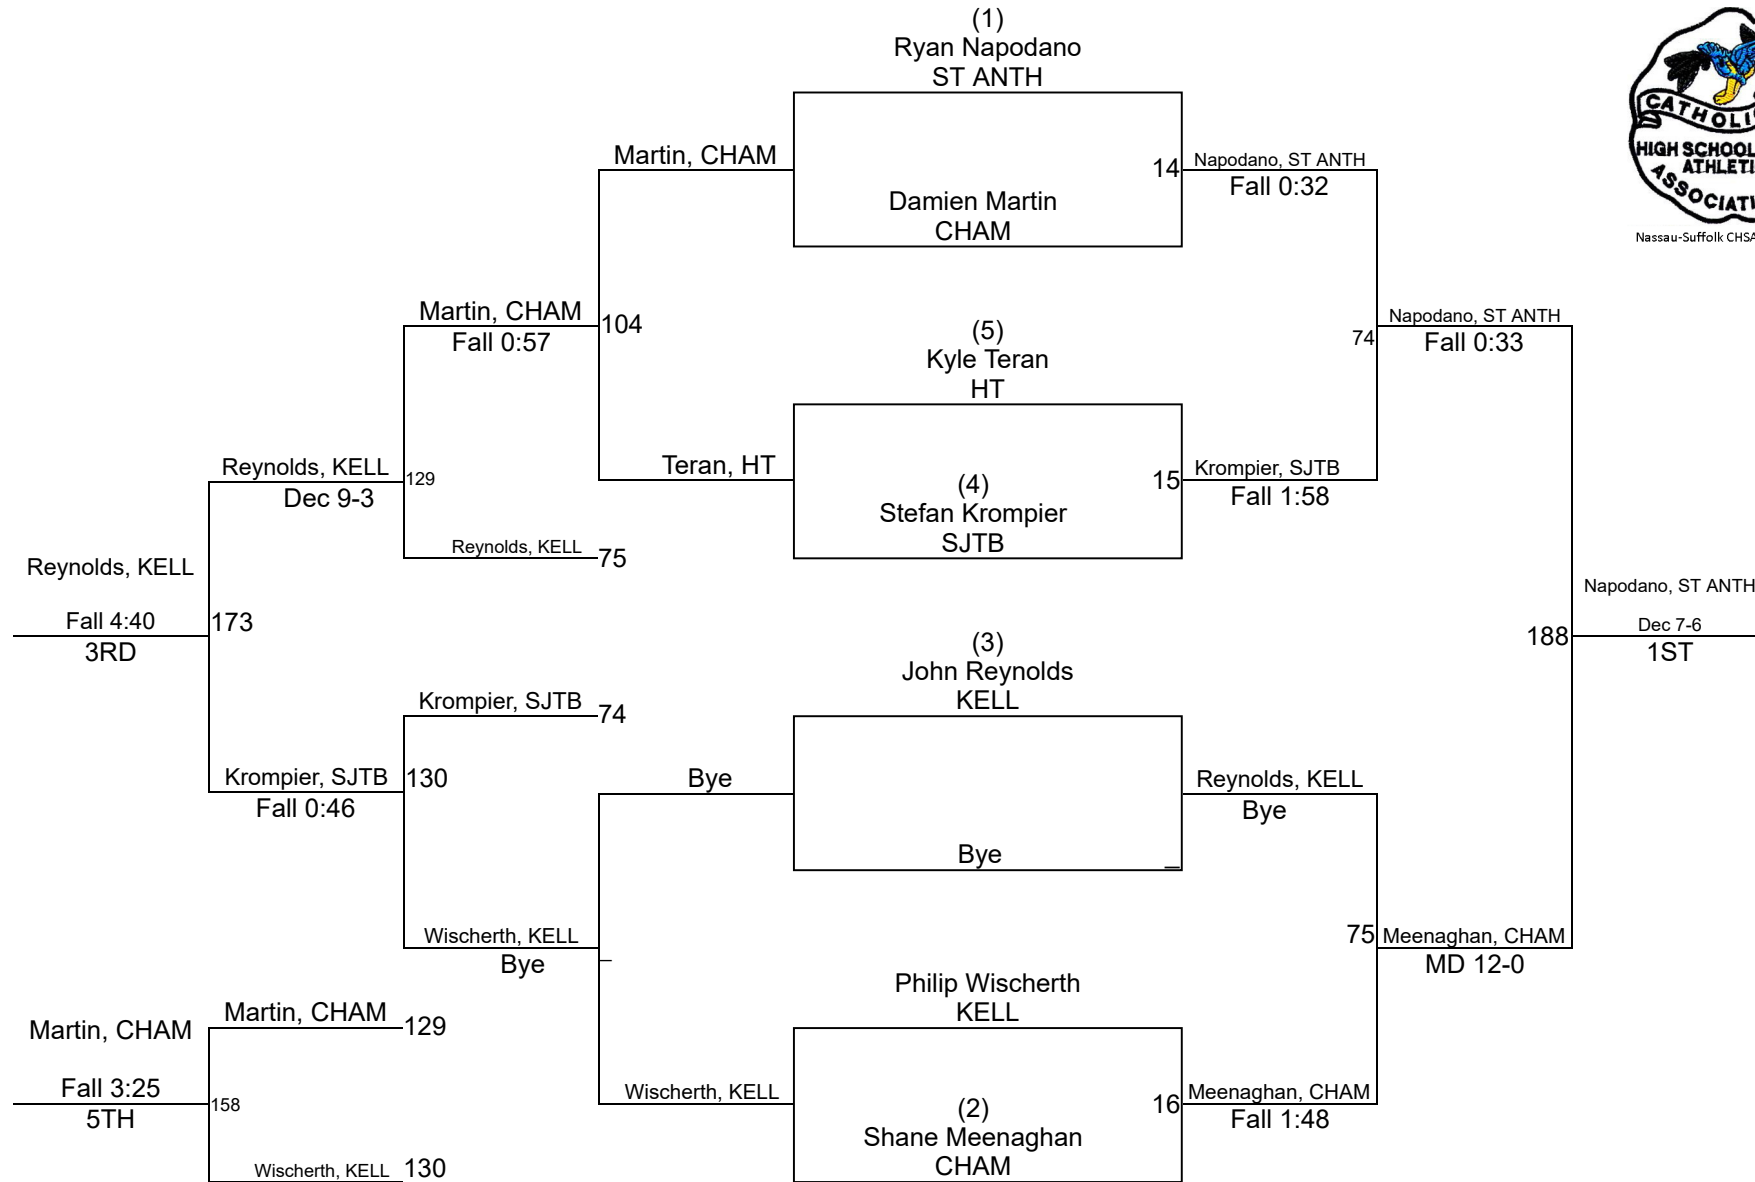 (1)
Ryan Napodano
ST ANTH
Martin, CHAM
14
Napodano, ST ANTH
Fall 0:32
Damien Martin
CHAM
CATHOLI
HIGH SCHOOL
ATHLETI
ASSOCIAT
Nassau-Suffolk CHSA
Martin, CHAM
Fall 0:57
104
(5)
Kyle Teran
HT
74
Napodano, ST ANTH
Fall 0:33
Reynolds, KELL
Dec 9-3
129
Teran, HT
(4)
Stefan Krompier
SJTB
15
Krompier, SJTB
Fall 1:58
Reynolds, KELL
75
Reynolds, KELL
Fall 4:40
3RD
173
Napodano, ST ANTH
188
Dec 7-6
1ST
(3)
John Reynolds
KELL
Krompier, SJTB
74
Krompier, SJTB
Fall 0:46
130
Bye
Reynolds, KELL
Bye
Bye
_
Wischerth, KELL
Bye
_
75
Meenaghan, CHAM
MD 12-0
Philip Wischerth
KELL
Martin, CHAM
Martin, CHAM
129
Fall 3:25
5TH
158
Wischerth, KELL
(2)
Shane Meenaghan
CHAM
16
Meenaghan, CHAM
Fall 1:48
Wischerth, KELL
130